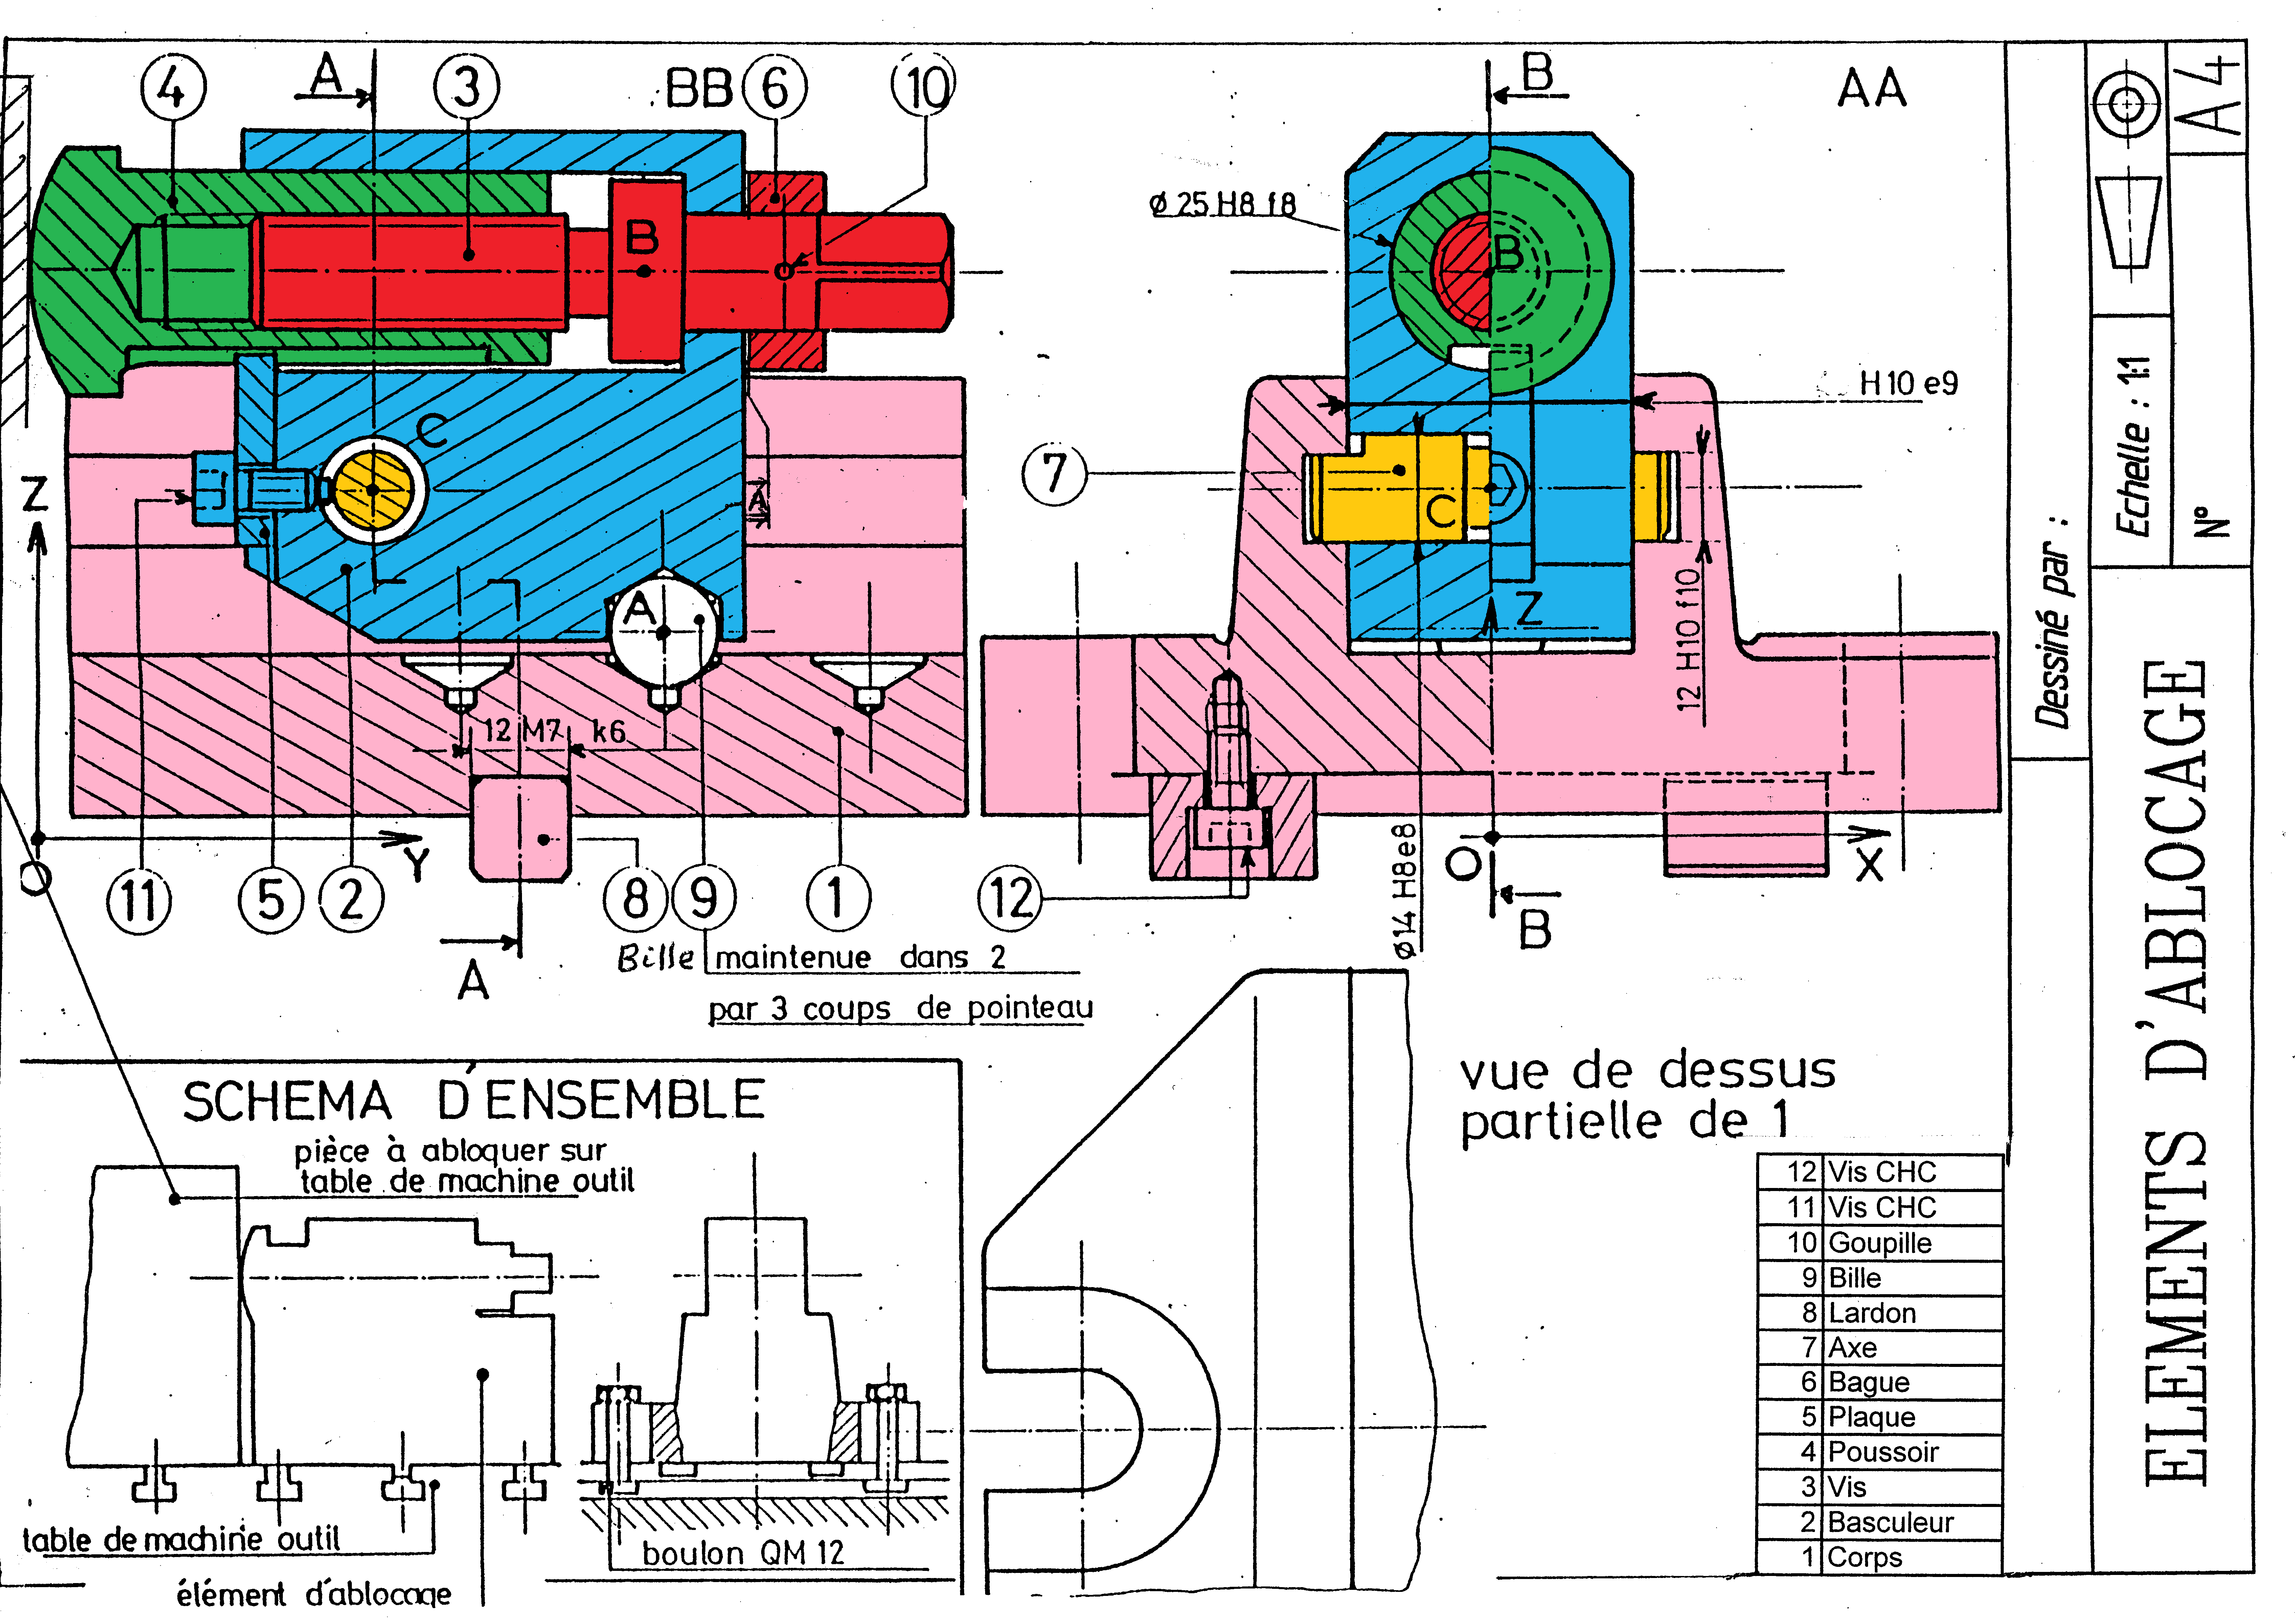 4
A
3
BB
6
10
B
AA
A4
ø 25 H8 f8
B
B
H10 e9
C
7
C
A
Z
12 H10 f10
Echelle : 1:1
N°
Dessiné par :
A
Z
12 M7 k6
O
Y
11
5
2
8
9
1
12
ø14 H8e8
O
X
B
A
Bille maintenue dans 2
par 3 coups de pointeau
ELEMENTS D'ABLOCAGE
SCHEMA D'ENSEMBLE
pièce à abloquer sur
table de machine outil
table de machine outil
élément d'ablocage
boulon QM 12
vue de dessus
partielle de 1
12 Vis CHC
11 Vis CHC
10 Goupille
9 Bille
8 Lardon
7 Axe
6 Bague
5 Plaque
4 Poussoir
3 Vis
2 Basculeur
1 Corps